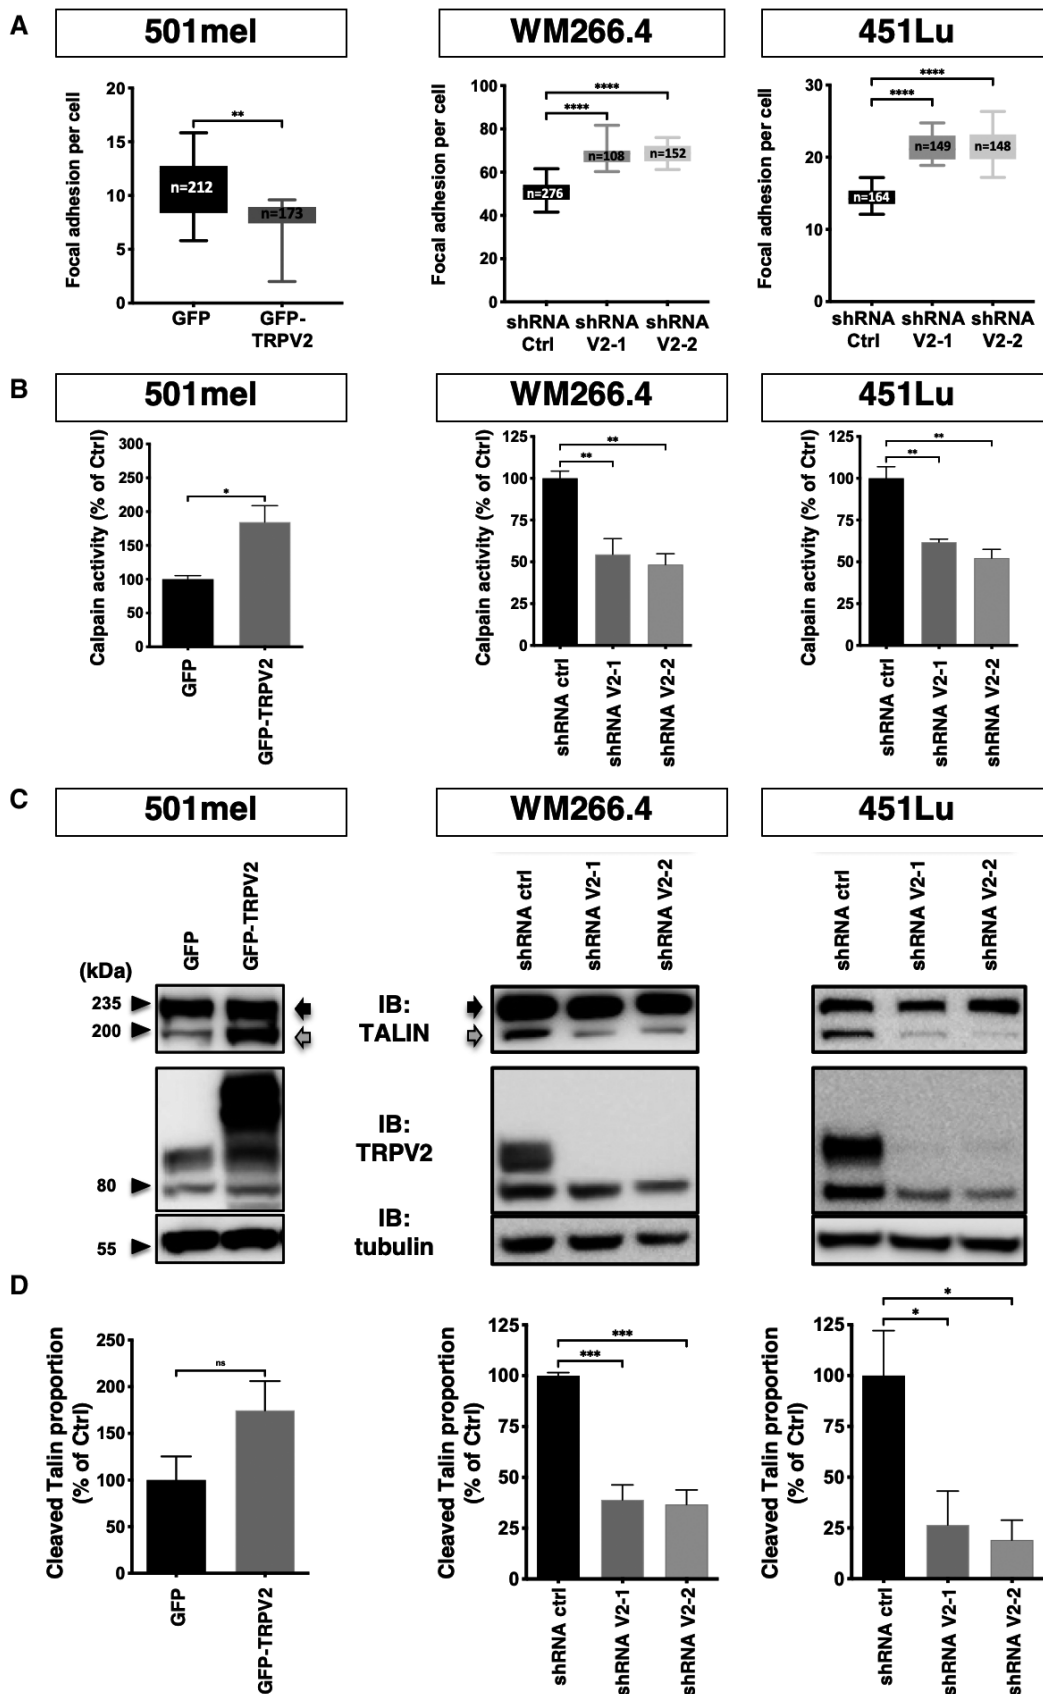 A
501mel
WM266.4
451Lu
Focal adhesion per cell
20
15
10
5
0
**
n=212
n=173
GFP
GFP-
TRPV2
Focal adhesion per cell
100
80
60
40
20
0
****
****
n=276
n=108
n=152
shRNA
Ctrl
shRNA
V2-1
shRNA
V2-2
Focal adhesion per cell
30
20
10
0
****
****
n=164
n=149
n=148
shRNA
Ctrl
shRNA
V2-1
shRNA
V2-2
B
501mel
WM266.4
451Lu
Calpain activity (% of Ctrl)
300
250
200
150
100
50
0
*
GFP
GFP-TRPV2
Calpain activity (% of Ctrl)
125
100
75
50
25
0
**
**
shRNA ctrl
shRNA V2-1
shRNA V2-2
Calpain activity (% of Ctrl)
125
100
75
50
25
0
**
**
shRNA ctrl
shRNA V2-1
shRNA V2-2
C
501mel
WM266.4
451Lu
GFP
GFP-TRPV2
shRNA ctrl
shRNA V2-1
shRNA V2-2
shRNA ctrl
shRNA V2-1
shRNA V2-2
(kDa)
235
200
IB:
TALIN
IB:
TRPV2
80
IB:
tubulin
55
D
Cleaved Talin proportion
(% of Ctrl)
250
200
150
100
50
0
ns
GFP
GFP-TRPV2
Cleaved Talin proportion
(% of Ctrl)
125
100
75
50
25
0
***
***
shRNA ctrl
shRNA V2-1
shRNA V2-2
Cleaved Talin proportion
(% of Ctrl)
125
100
75
50
25
0
*
*
shRNA ctrl
shRNA V2-1
shRNA V2-2